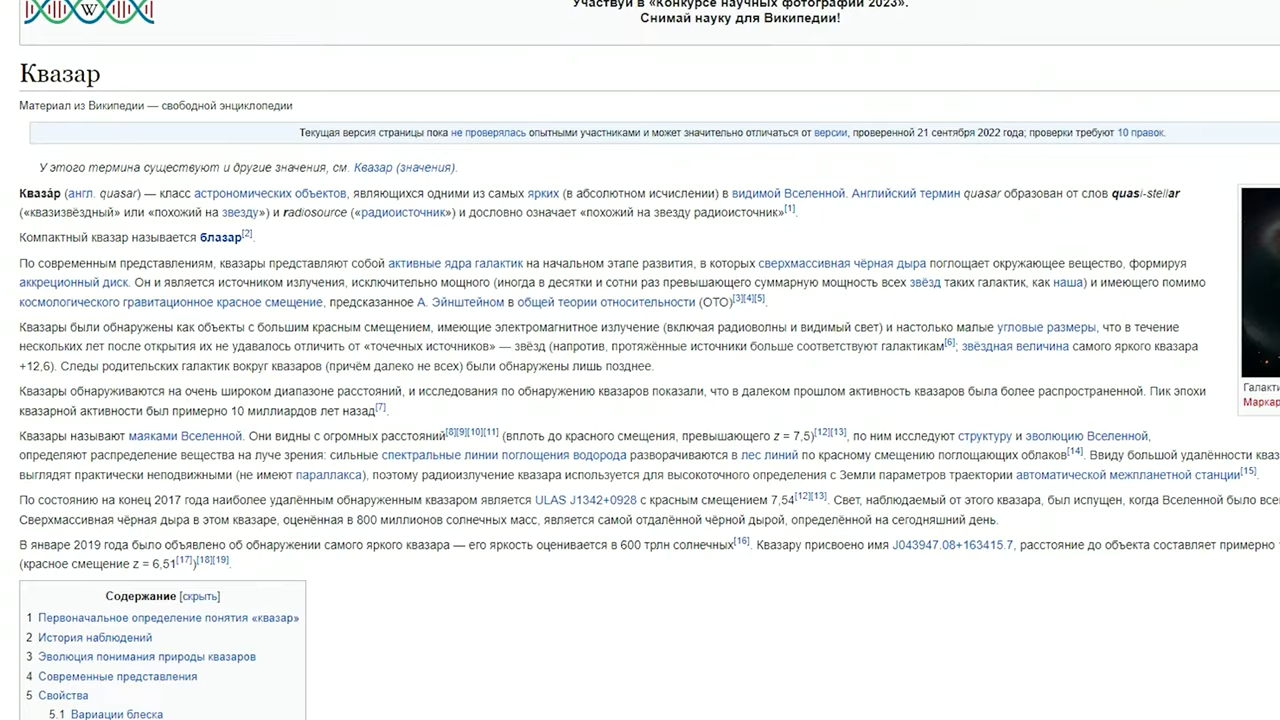 W
Участвуй в «Конкурсе научных фотографий 2023».
Снимай науку для Википедии!
Квазар
Материал из Википедии — свободной энциклопедии
Текущая версия страницы пока не проверялась опытными участниками и может значительно отличаться от версии, проверенной 21 сентября 2022 года; проверки требуют 10 правок.
У этого термина существуют и другие значения, см. Квазар (значения).
Кваза́р (англ. quasar) — класс астрономических объектов, являющихся одними из самых ярких (в абсолютном исчислении) в видимой Вселенной. Английский термин quasar образован от слов quasi-stellar
(«квазизвёздный» или «похожий на звезду») и radiosource («радиоисточник») и дословно означает «похожий на звезду радиоисточник»[1].
Компактный квазар называется блазар[2].
По современным представлениям, квазары представляют собой активные ядра галактик на начальном этапе развития, в которых сверхмассивная чёрная дыра поглощает окружающее вещество, формируя
аккреционный диск. Он и является источником излучения, исключительно мощного (иногда в десятки и сотни раз превышающего суммарную мощность всех звёзд таких галактик, как наша) и имеющего помимо
космологического гравитационное красное смещение, предсказанное А. Эйнштейном в общей теории относительности (ОТО)[3][4][5].
Квазары были обнаружены как объекты с большим красным смещением, имеющие электромагнитное излучение (включая радиоволны и видимый свет) и настолько малые угловые размеры, что в течение
нескольких лет после открытия их не удавалось отличить от «точечных источников» — звёзд (напротив, протяжённые источники больше соответствуют галактикам[6]; звёздная величина самого яркого квазара
+12,6). Следы родительских галактик вокруг квазаров (причём далеко не всех) были обнаружены лишь позднее.
Галакти
Маркар
Квазары обнаруживаются на очень широком диапазоне расстояний, и исследования по обнаружению квазаров показали, что в далеком прошлом активность квазаров была более распространенной. Пик эпохи
квазарной активности был примерно 10 миллиардов лет назад[7].
Квазары называют маяками Вселенной. Они видны с огромных расстояний[8][9][10][11] (вплоть до красного смещения, превышающего z = 7,5)[12][13], по ним исследуют структуру и эволюцию Вселенной,
определяют распределение вещества на луче зрения: сильные спектральные линии поглощения водорода разворачиваются в лес линий по красному смещению поглощающих облаков[14]. Ввиду большой удалённости ква
выглядят практически неподвижными (не имеют параллакса), поэтому радиоизлучение квазара используется для высокоточного определения с Земли параметров траектории автоматической межпланетной станции[15].
По состоянию на конец 2017 года наиболее удалённым обнаруженным квазаром является ULAS J1342+0928 с красным смещением 7,54[12][13]. Свет, наблюдаемый от этого квазара, был испущен, когда Вселенной было все
Сверхмассивная чёрная дыра в этом квазаре, оценённая в 800 миллионов солнечных масс, является самой отдалённой чёрной дырой, определённой на сегодняшний день.
В январе 2019 года было объявлено об обнаружении самого яркого квазара — его яркость оценивается в 600 трлн солнечных[16]. Квазару присвоено имя J043947.08+163415.7, расстояние до объекта составляет примерно
(красное смещение z = 6,51[17])[18][19].
Содержание [скрыть]
1 Первоначальное определение понятия «квазар»
2 История наблюдений
3 Эволюция понимания природы квазаров
4 Современные представления
5 Свойства
5.1 Вариации блеска